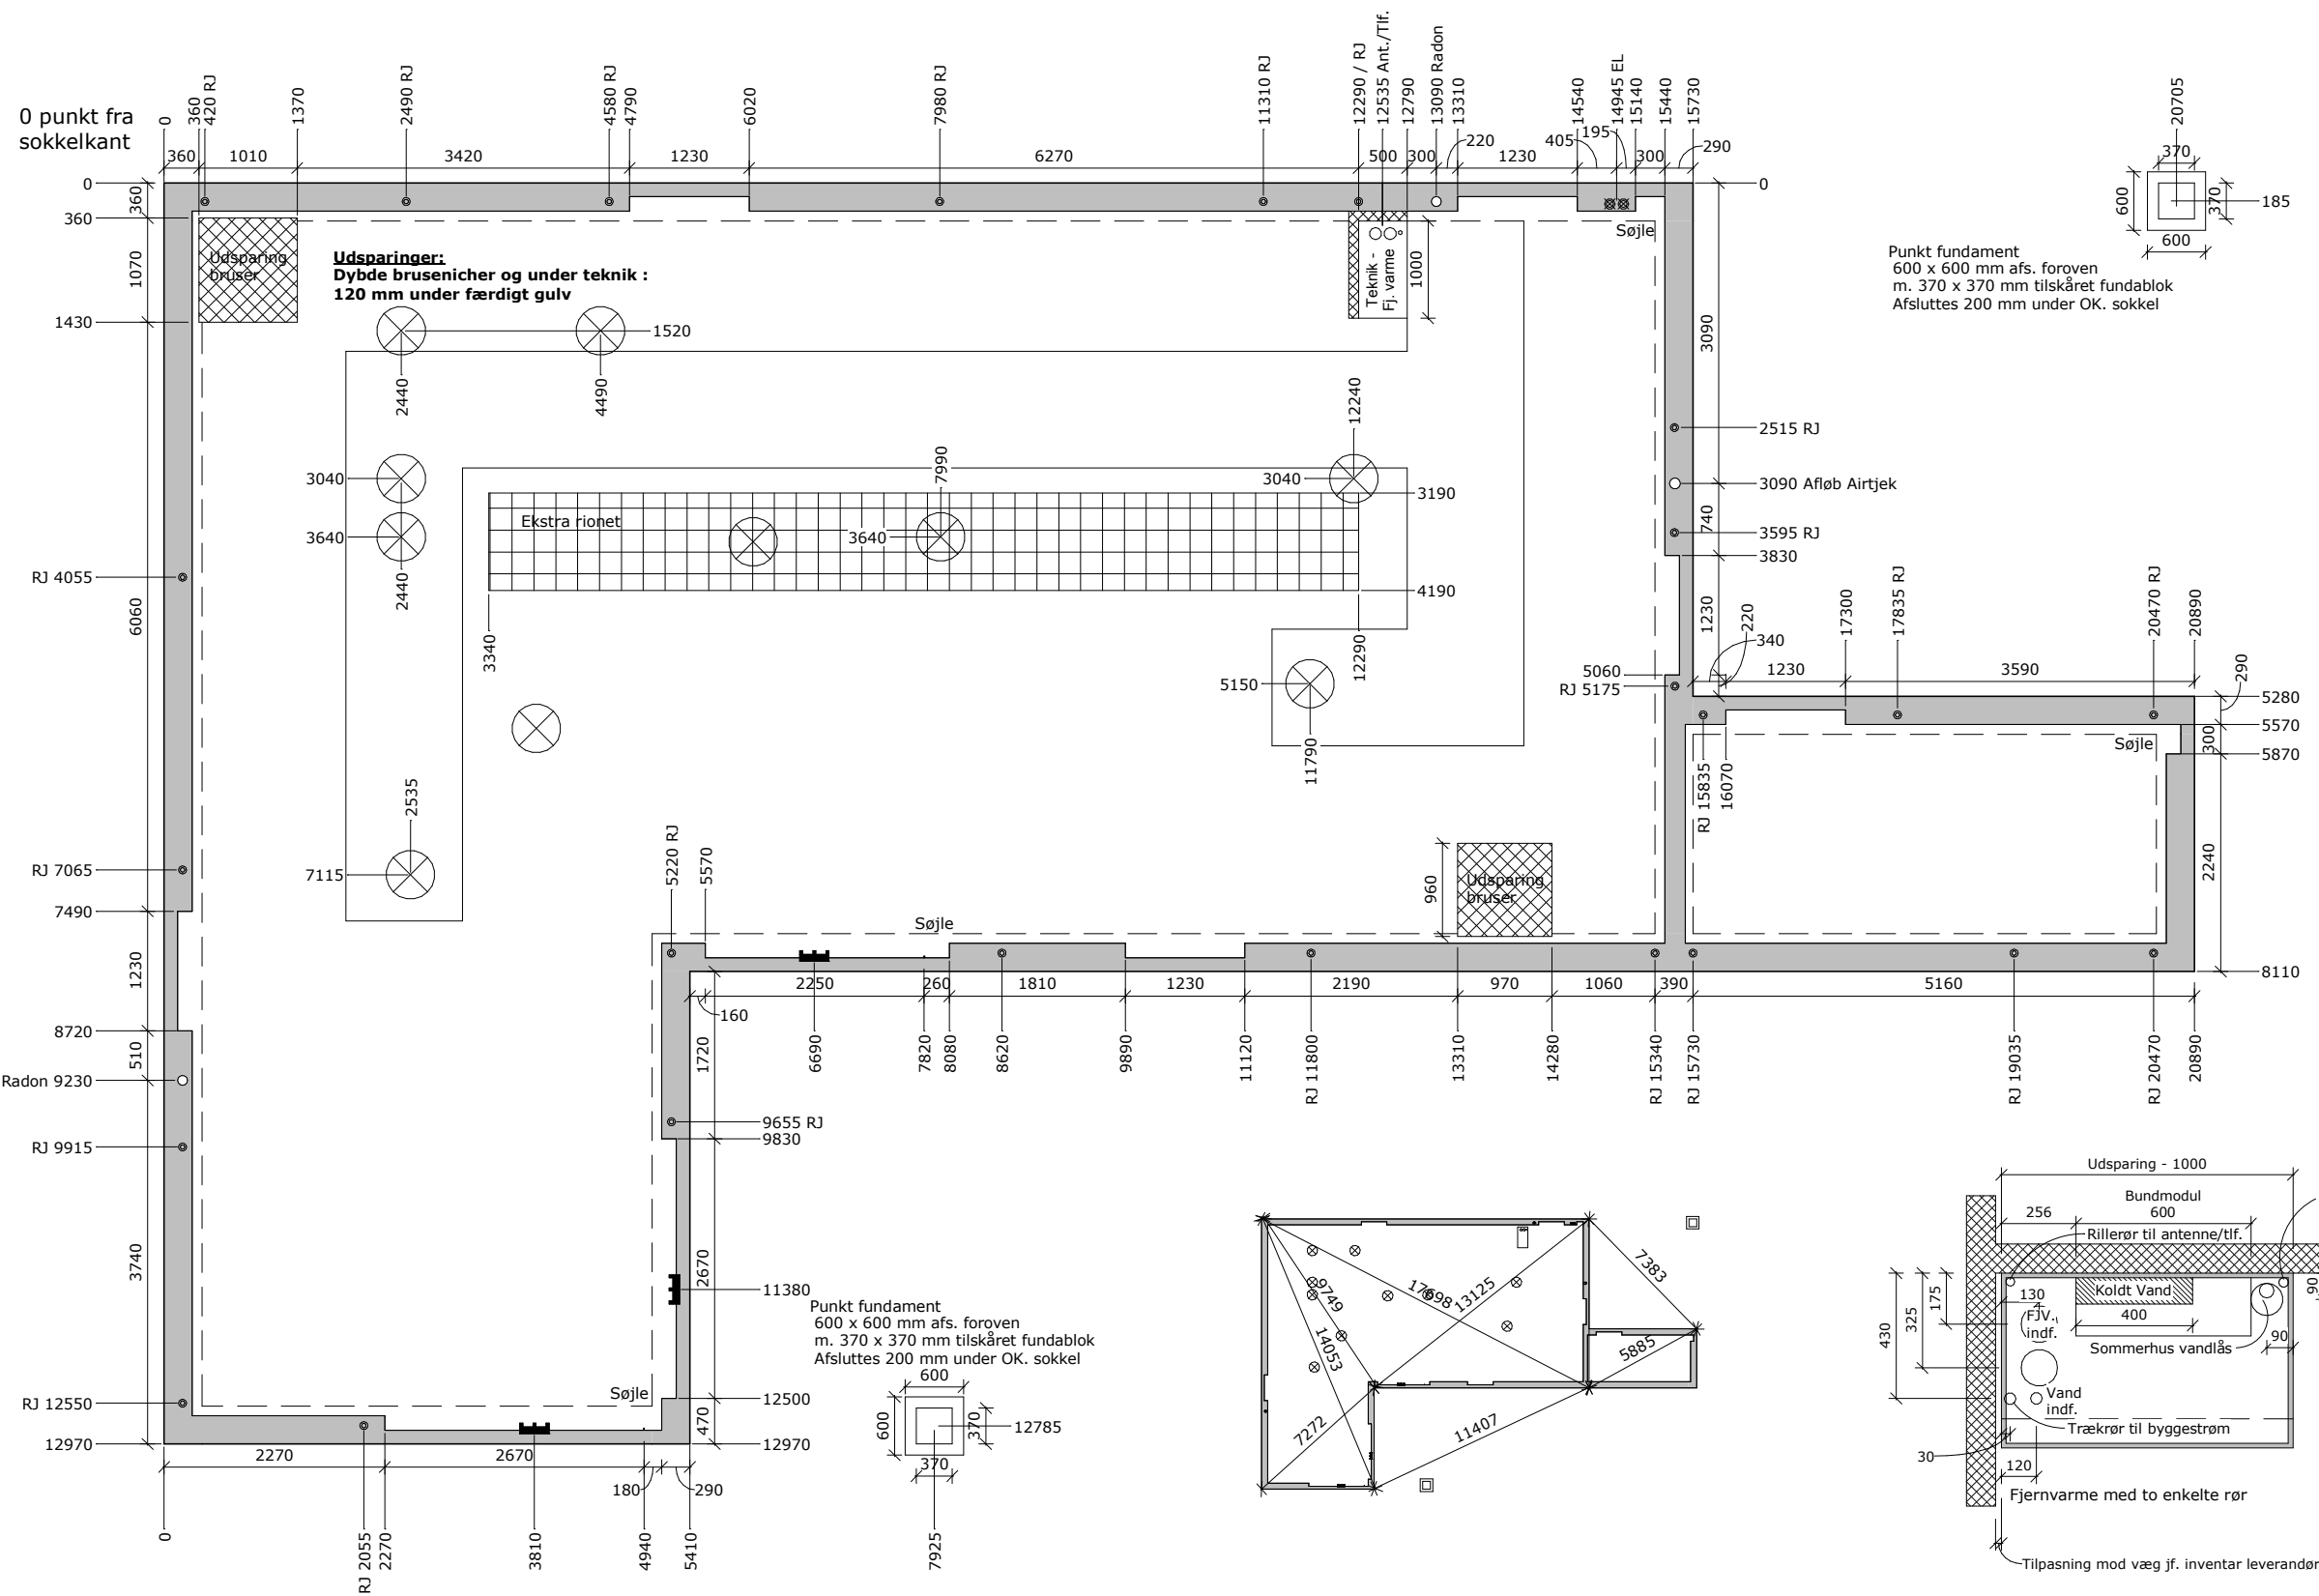 0 punkt fra
sokkelkant
0
360
420 RJ
1370
2490 RJ
4580 RJ
4790
6020
7980 RJ
11310 RJ
12290 / RJ
12535 Ant./Tlf.
12790
13090 Radon
13310
14540
14945 EL
15140
15440
15730
360
1010
3420
1230
6270
500
300
220
1230
405
195
300
290
0
360
1430
RJ 4055
RJ 7065
7490
8720
Radon 9230
RJ 9915
RJ 12550
12970
360
1070
6060
1230
510
3740
Udsparing
bruser
Udsparinger:
Dybde brusenicher og under teknik :
120 mm under færdigt gulv
1520
2440
4490
3040
3640
2440
7115
2535
Ekstra rionet
3640
7990
3040
12240
3190
4190
3340
12290
5150
11790
Teknik -
Fj. varme
1000
Søjle
0
3090
2515 RJ
3090 Afløb Airtjek
740
3595 RJ
3830
1230
220
340
5060
RJ 5175
17300
17835 RJ
20470 RJ
20890
1230
3590
290
5280
5570
300
5870
2240
8110
Søjle
RJ 15835
16070
20705
370
600
370
185
600
Punkt fundament
600 x 600 mm afs. foroven
m. 370 x 370 mm tilskåret fundablok
Afsluttes 200 mm under OK. sokkel
5220 RJ
5570
Søjle
960
Udsparing
bruser
2250
260
1810
1230
2190
970
1060
390
5160
160
1720
6690
7820
8080
8620
9890
11120
RJ 11800
13310
14280
RJ 15340
RJ 15730
RJ 19035
RJ 20470
20890
9655 RJ
9830
2670
11380
12500
470
12970
Søjle
2270
2670
180
290
0
RJ 2055
2270
3810
4940
5410
Punkt fundament
600 x 600 mm afs. foroven
m. 370 x 370 mm tilskåret fundablok
Afsluttes 200 mm under OK. sokkel
600
600
370
12785
370
7925
9749
17698
13125
7383
14053
5885
7272
11407
Udsparing - 1000
Bundmodul
256
600
Rillerør til antenne/tlf.
Koldt Vand
90
130
FJV.
indf.
400
175
325
430
Sommerhus vandlås
90
Vand
indf.
Trækrør til byggestrøm
30
120
Fjernvarme med to enkelte rør
Tilpasning mod væg jf. inventar leverandør